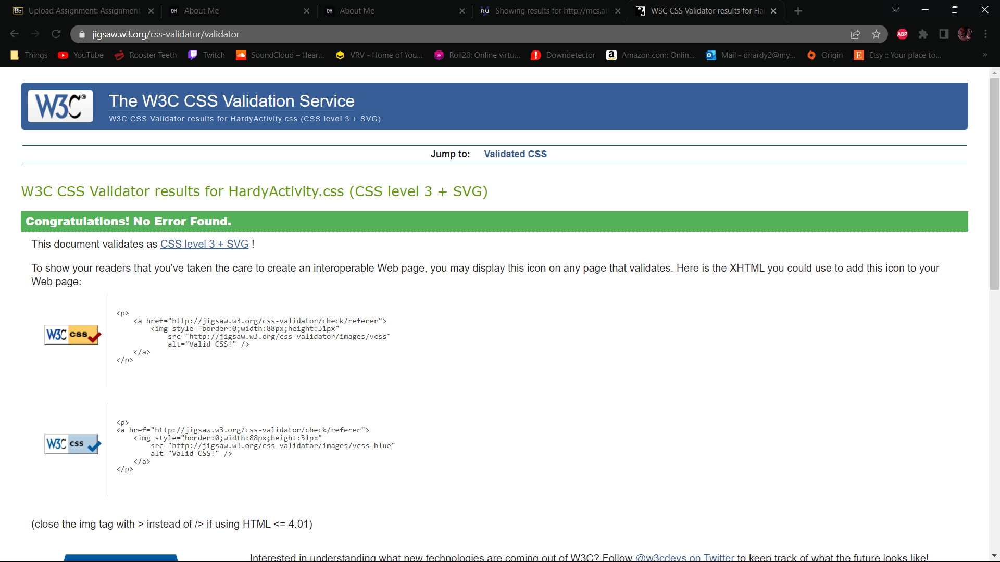 Bb Upload Assignment: Assignment
DH About Me
DH About Me
nu Showing results for http://mcs.at
W3C CSS Validator results for Ha
jigsaw.w3.org/css-validator/validator
ABP
Things
YouTube
Rooster Teeth
Twitch
SoundCloud – Hear...
VRV - Home of You...
Roll20: Online virtu...
Downdetector
Amazon.com: Onlin...
Mail - dhardy2@my...
Origin
Etsy :: Your place to...
»
W3C®
The W3C CSS Validation Service
W3C CSS Validator results for HardyActivity.css (CSS level 3 + SVG)
Jump to: Validated CSS
W3C CSS Validator results for HardyActivity.css (CSS level 3 + SVG)
Congratulations! No Error Found.
This document validates as CSS level 3 + SVG !
To show your readers that you've taken the care to create an interoperable Web page, you may display this icon on any page that validates. Here is the XHTML you could use to add this icon to your
Web page:
W3C css
<p>
<a href="http://jigsaw.w3.org/css-validator/check/referer">
<img style="border:0;width:88px;height:31px"
src="http://jigsaw.w3.org/css-validator/images/vcss"
alt="Valid CSS!" />
</a>
</p>
W3C css
<p>
<a href="http://jigsaw.w3.org/css-validator/check/referer">
<img style="border:0;width:88px;height:31px"
src="http://jigsaw.w3.org/css-validator/images/vcss-blue"
alt="Valid CSS!" />
</a>
</p>
(close the img tag with > instead of /> if using HTML <= 4.01)
Interested in understanding what new technologies are coming out of W3C? Follow @w3cdevs on Twitter to keep track of what the future looks like!